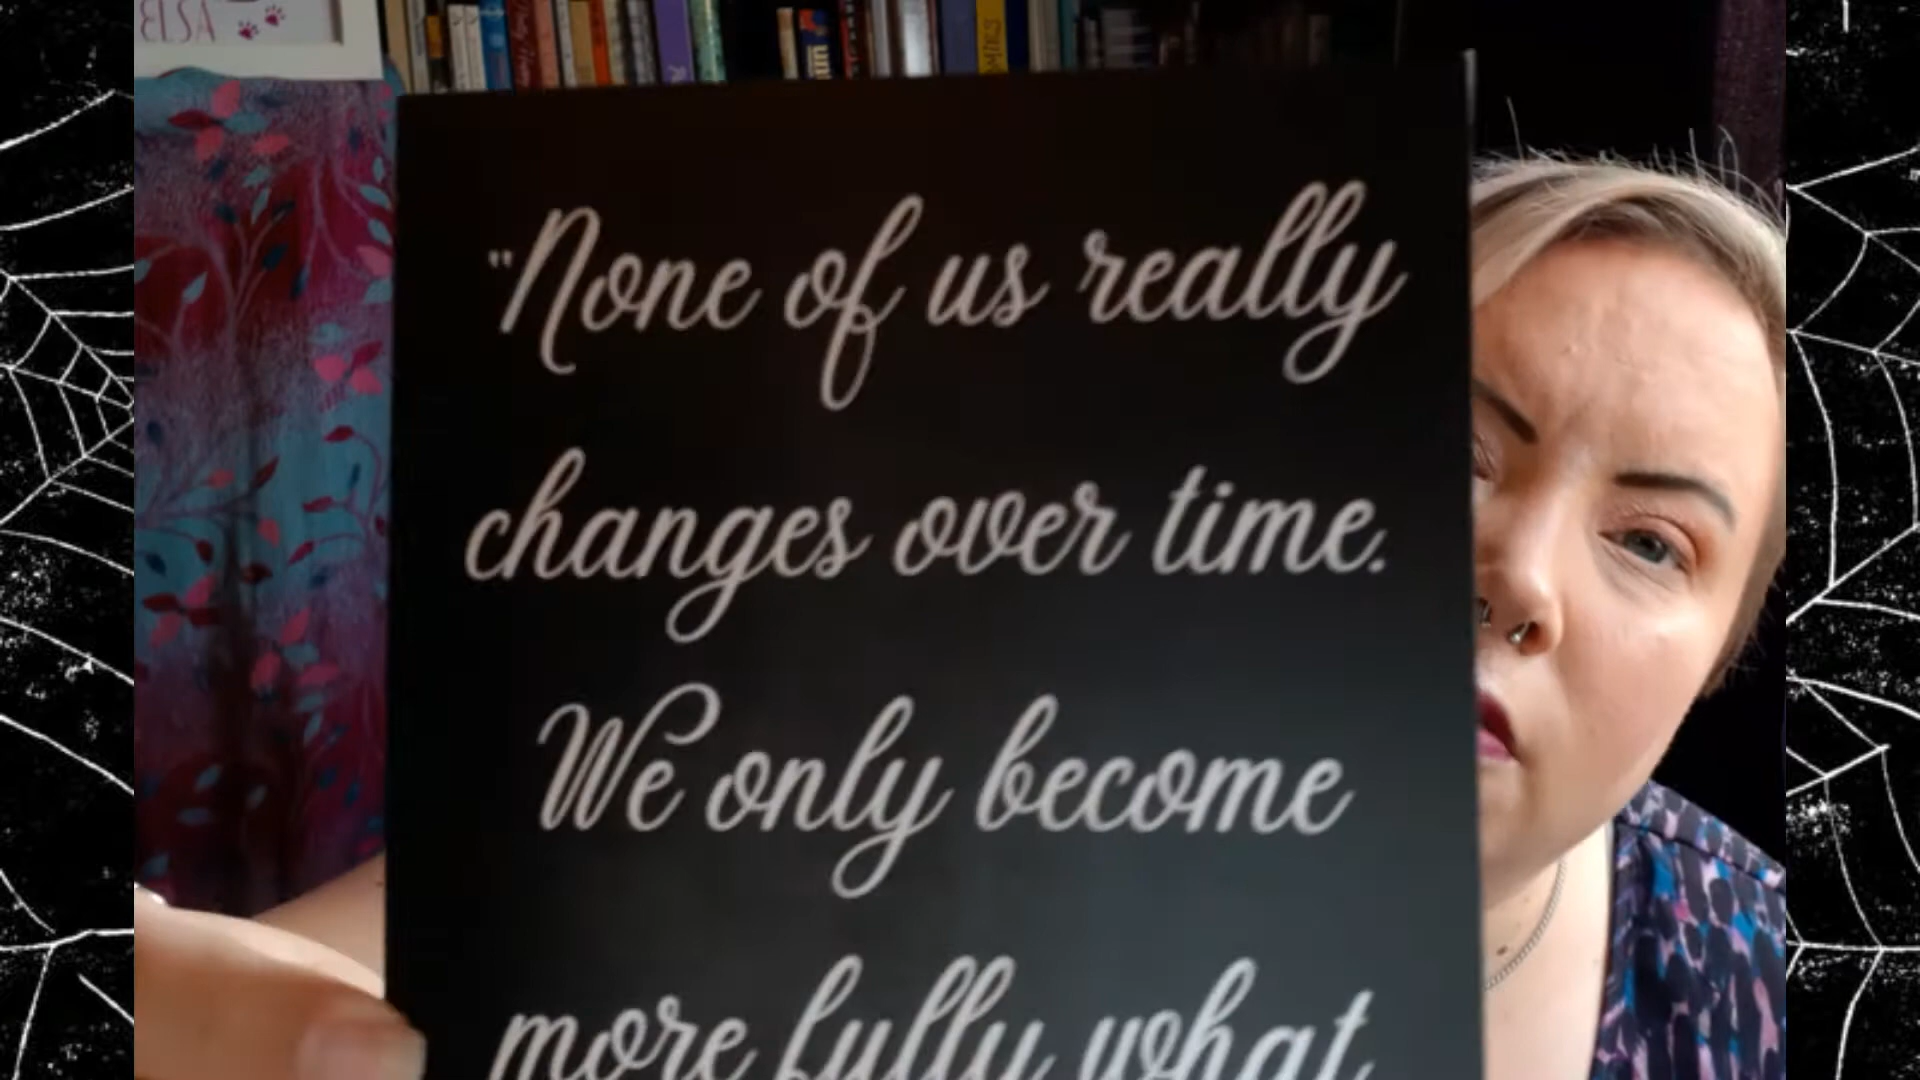 ELSA
"None of us really
changes over time.
We only become
more fully what